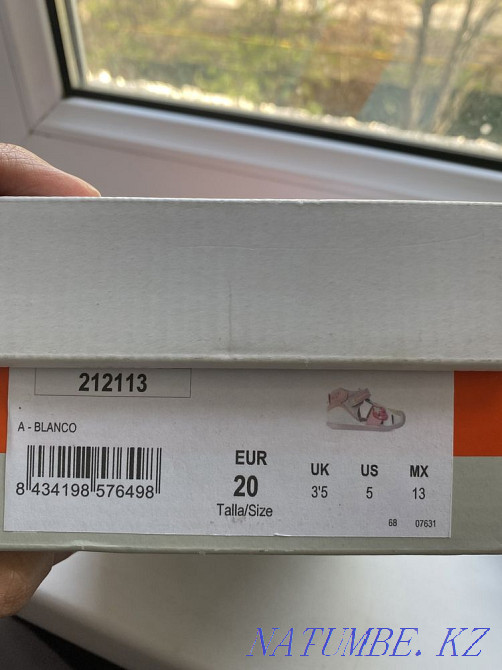 212113
A - BLANCO
8 434198 576498
EUR
20
Talla/Size
UK US MX
3'5 5 13
68 07631
NATUMBE. KZ